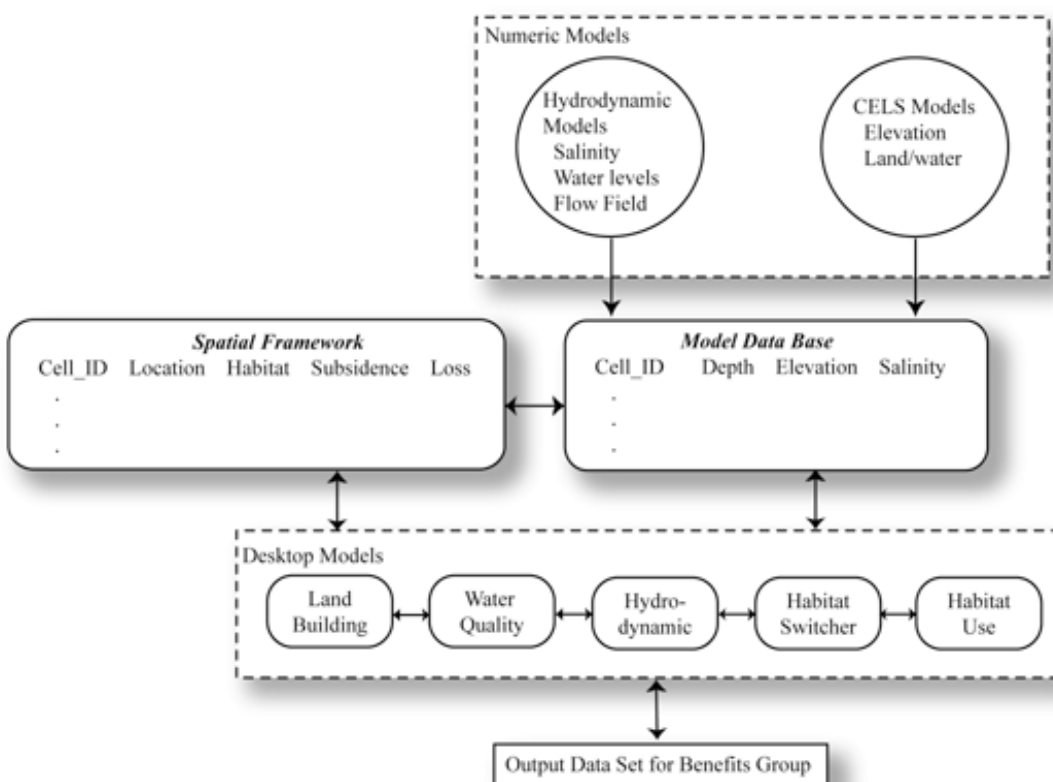 Numeric Models
Hydrodynamic
Models
Salinity
Water levels
Flow Field
CELS Models
Elevation
Land/water
Spatial Framework
Cell_ID Location Habitat Subsidence Loss
.
.
.
Model Data Base
Cell_ID Depth Elevation Salinity
.
.
.
Desktop Models
Land
Building
Water
Quality
Hydro-
dynamic
Habitat
Switcher
Habitat
Use
Output Data Set for Benefits Group